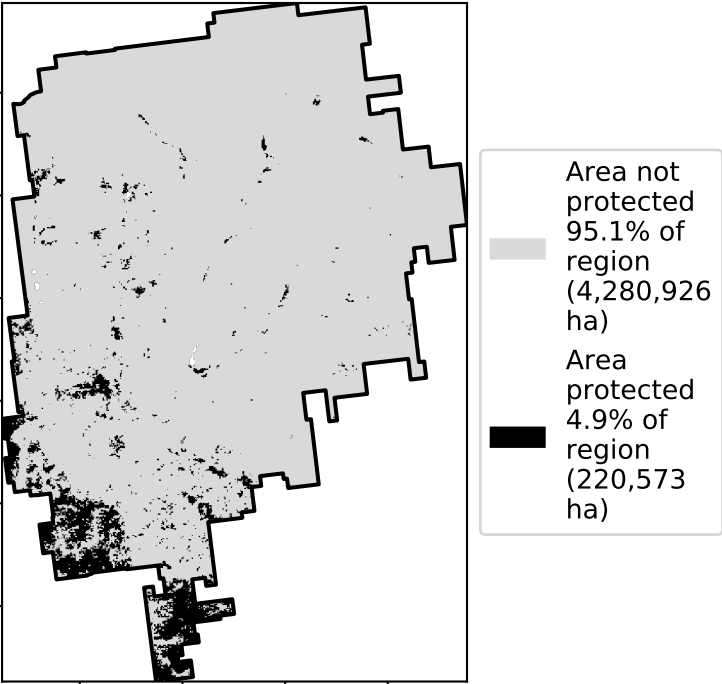 Area not
protected
95.1% of
region
(4,280,926
ha)
Area
protected
4.9% of
region
(220,573
ha)